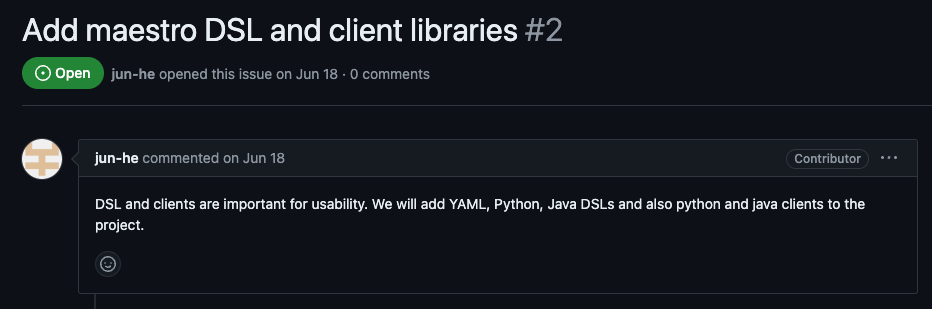 Add maestro DSL and client libraries #2
Open jun-he opened this issue on Jun 18 · 0 comments
jun-he commented on Jun 18 Contributor ...
DSL and clients are important for usability. We will add YAML, Python, Java DSLs and also python and java clients to the
project.